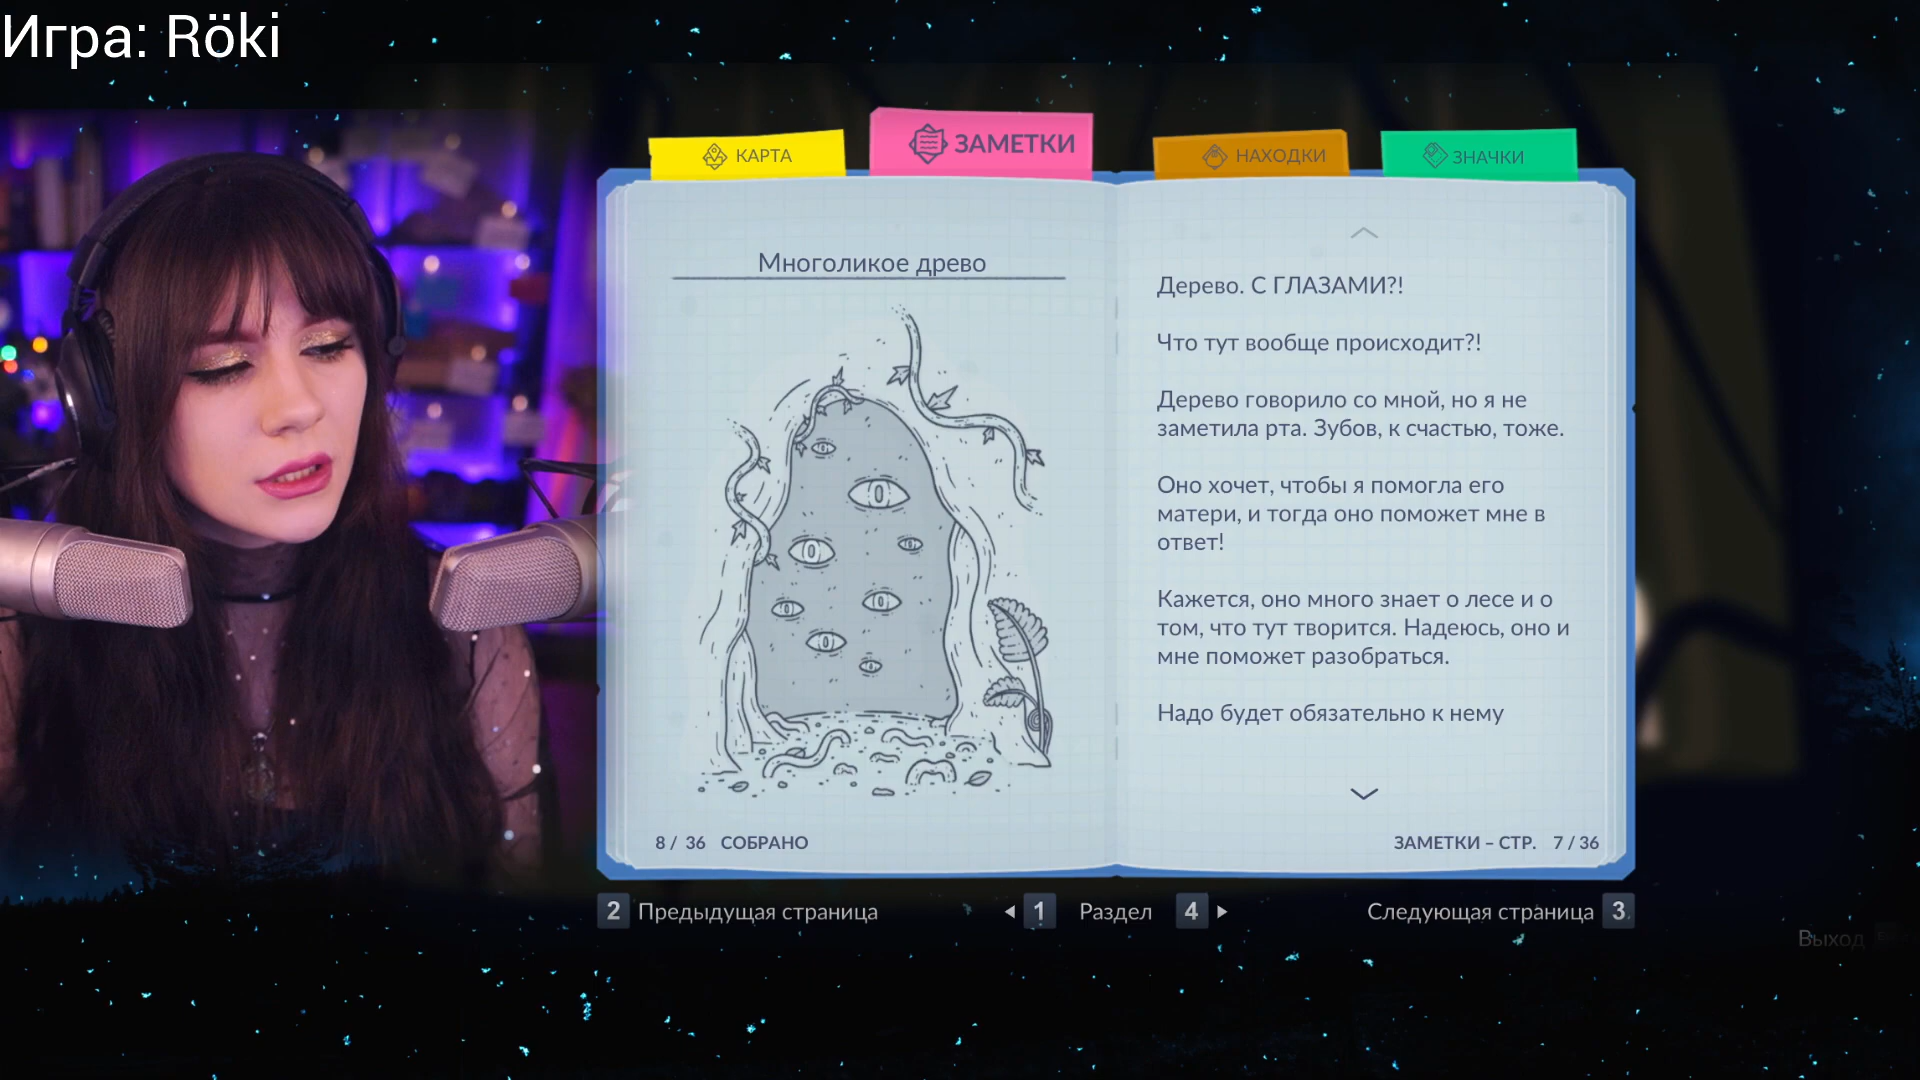 Игра: Röki
КАРТА
ЗАМЕТКИ
НАХОДКИ
ЗНАЧКИ
Многоликое древо
Дерево. С ГЛАЗАМИ?!
Что тут вообще происходит?!
Дерево говорило со мной, но я не
заметила рта. Зубов, к счастью, тоже.
Оно хочет, чтобы я помогла его
матери, и тогда оно поможет мне в
ответ!
Кажется, оно много знает о лесе и о
том, что тут творится. Надеюсь, оно и
мне поможет разобраться.
Надо будет обязательно к нему
8 / 36 СОБРАНО
ЗАМЕТКИ – СТР. 7 / 36
2 Предыдущая страница
1 Раздел 4
Следующая страница 3
Выход